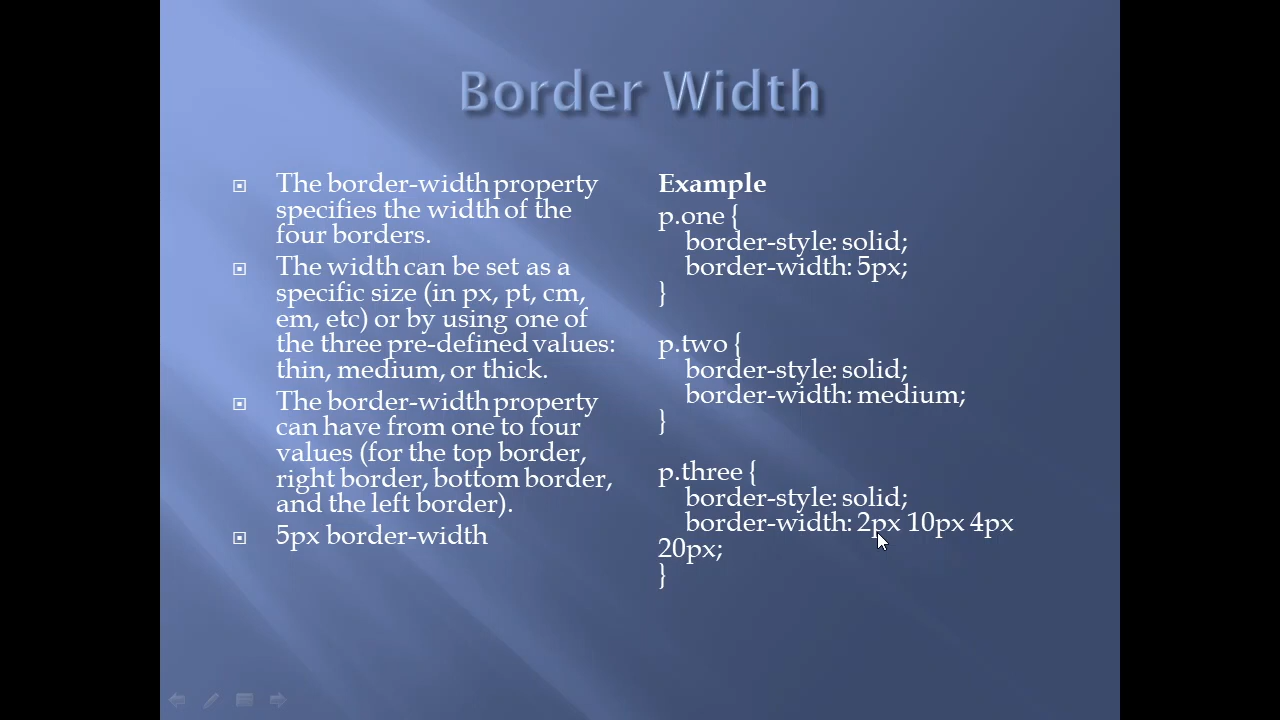 Border Width
The border-width property
specifies the width of the
four borders.
The width can be set as a
specific size (in px, pt, cm,
em, etc) or by using one of
the three pre-defined values:
thin, medium, or thick.
The border-width property
can have from one to four
values (for the top border,
right border, bottom border,
and the left border).
5px border-width
Example
p.one {
border-style: solid;
border-width: 5px;
}
p.two {
border-style: solid;
border-width: medium;
}
p.three {
border-style: solid;
border-width: 2px 10px 4px
20px;
}